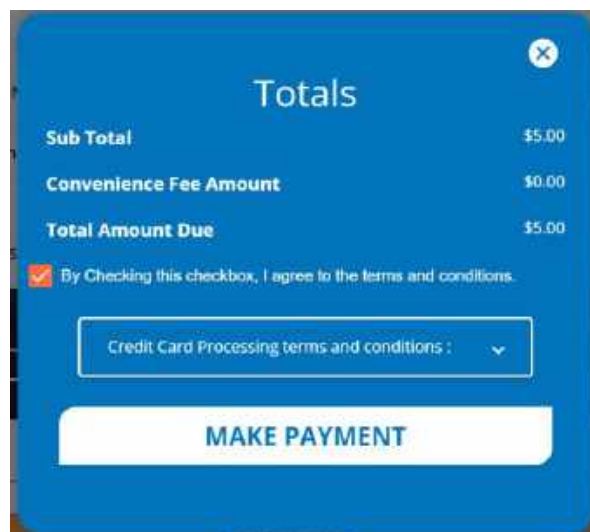 Totals
Sub Total $5.00
Convenience Fee Amount $0.00
Total Amount Due $5.00
By Checking this checkbox, I agree to the terms and conditions.
Credit Card Processing terms and conditions :
MAKE PAYMENT